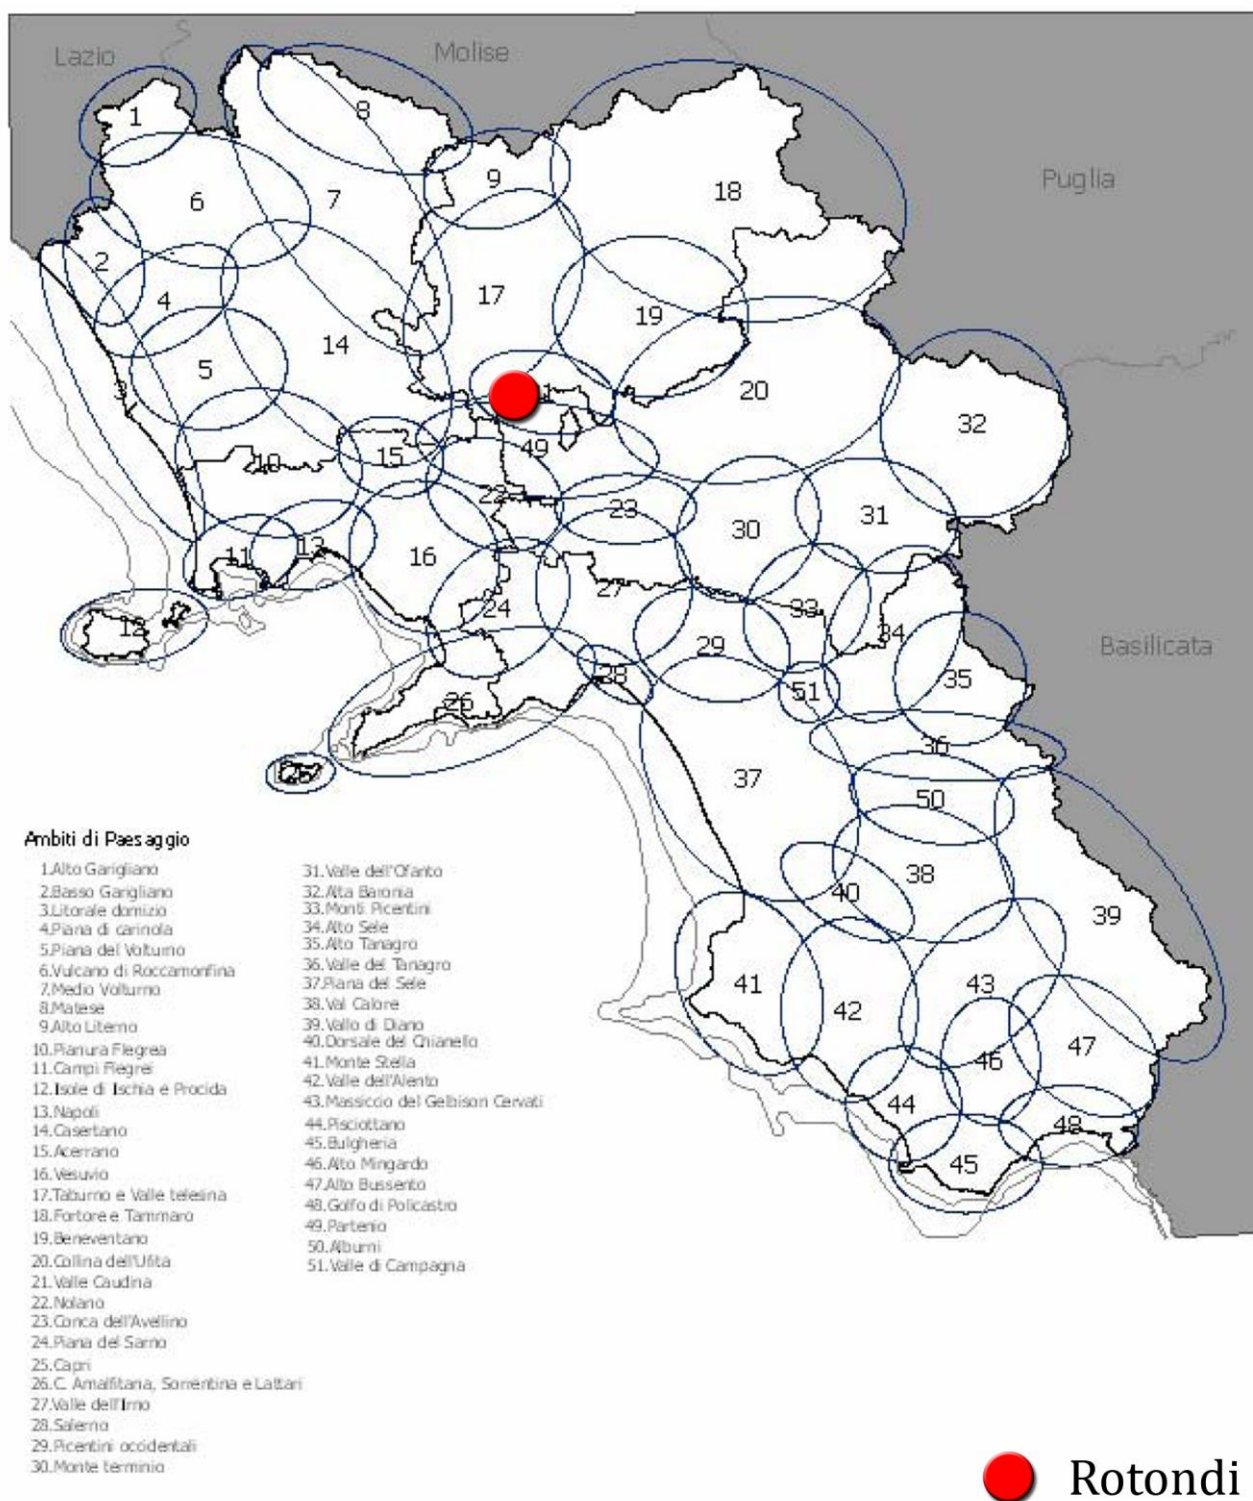 Lazio
Molise
Puglia
Basilicata
1
8
9
18
6
7
2
17
4
19
14
5
3
20
32
49
10
15
22
23
31
30
11
13
16
12
27
24
33
34
29
28
51
35
26
36
25
37
50
38
40
39
41
42
43
46
47
44
48
45
Ambiti di Paesaggio
1.Alto Garigliano
2.Basso Garigliano
3.Litorale domizio
4.Piana di carinola
5.Piana del Volturno
6.Vulcano di Roccamonfina
7.Medio Volturno
8.Matese
9.Alto Literno
10.Pianura Flegrea
11.Campi Flegrei
12.Isole di Ischia e Procida
13.Napoli
14.Casertano
15.Acerrano
16.Vesuvio
17.Taburno e Valle telesina
18.Fortore e Tammaro
19.Beneventano
20.Collina dell'Ufita
21.Valle Caudina
22.Nolano
23.Conca dell'Avellino
24.Piana del Sarno
25.Capri
26.C. Amalfitana, Sorrentina e Lattari
27.Valle dell'Irno
28.Salerno
29.Picentini occidentali
30.Monte terminio
31.Valle dell'Ofanto
32.Alta Baronia
33.Monti Picentini
34.Alto Sele
35.Alto Tanagro
36.Valle del Tanagro
37.Piana del Sele
38.Val Calore
39.Vallo di Diano
40.Dorsale del Chianello
41.Monte Stella
42.Valle dell'Alento
43.Massiccio del Gelbison Cervati
44.Pisciottano
45.Bulgheria
46.Alto Mingardo
47.Alto Bussento
48.Golfo di Policastro
49.Partenio
50.Alburni
51.Valle di Campagna
Rotondi